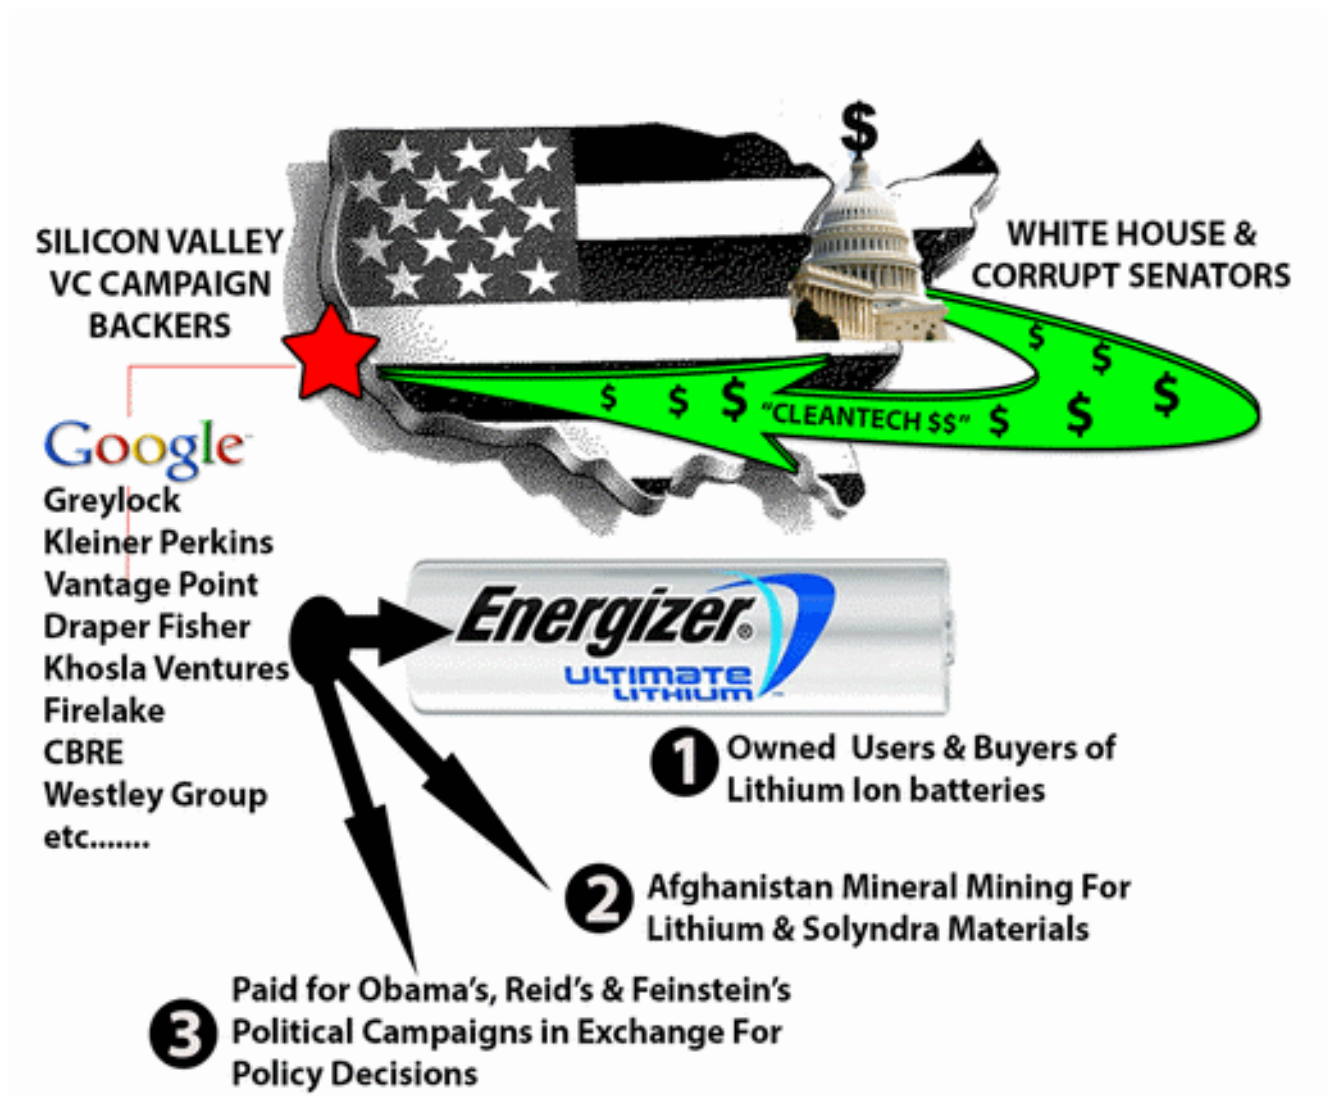 $
SILICON VALLEY
VC CAMPAIGN
BACKERS
WHITE HOUSE &
CORRUPT SENATORS
$ $ $ "CLEANTECH $$" $ $ $ $ $
Google™
Greylock
Kleiner Perkins
Vantage Point
Draper Fisher
Khosla Ventures
Firelake
CBRE
Westley Group
etc.......
Energizer®
ULTIMATE
LITHIUM™
1 Owned Users & Buyers of
Lithium Ion batteries
2 Afghanistan Mineral Mining For
Lithium & Solyndra Materials
3 Paid for Obama's, Reid's & Feinstein's
Political Campaigns in Exchange For
Policy Decisions